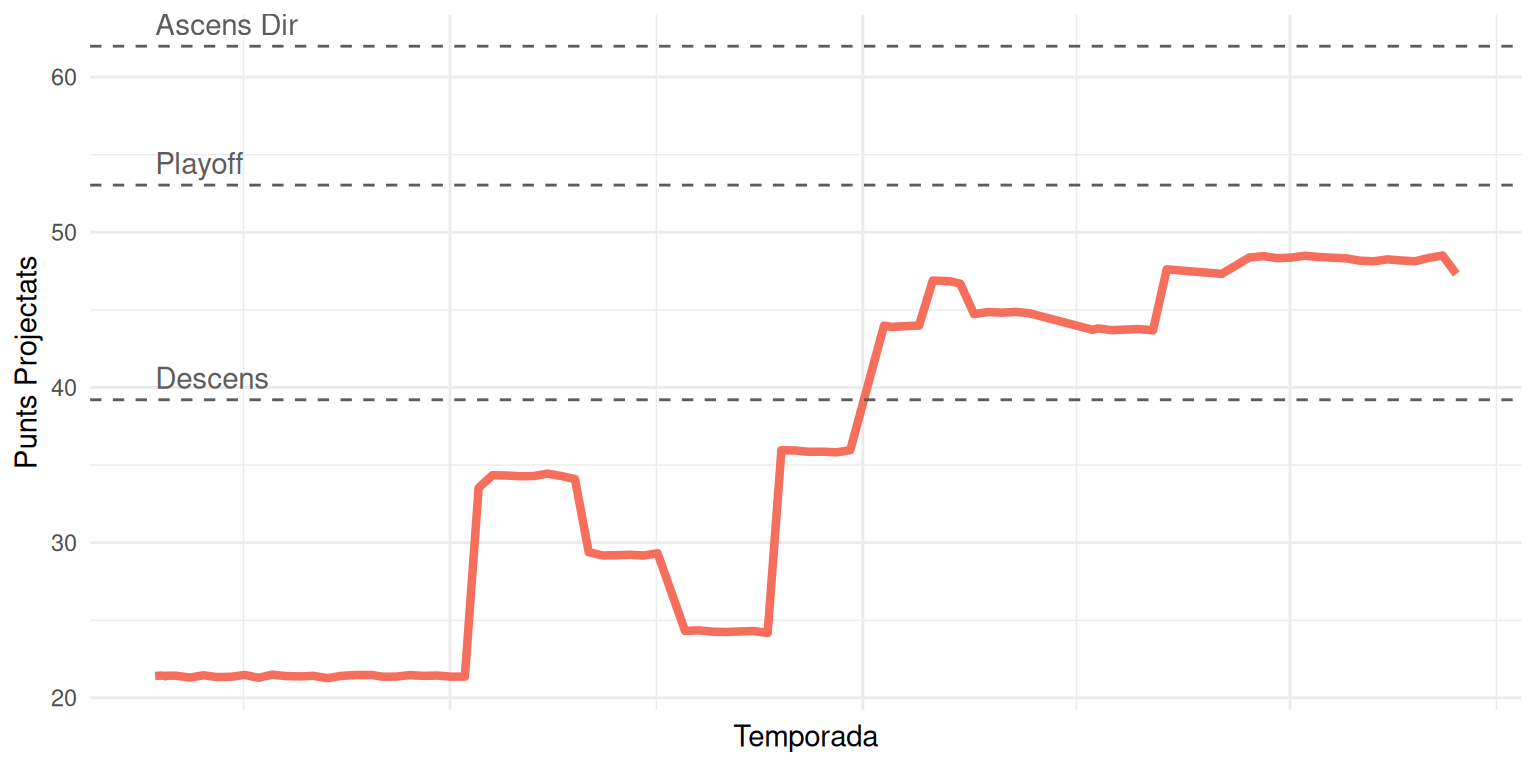 Ascens Dir
60
Playoff
50
Descens
40
30
20
Punts Projectats
Temporada